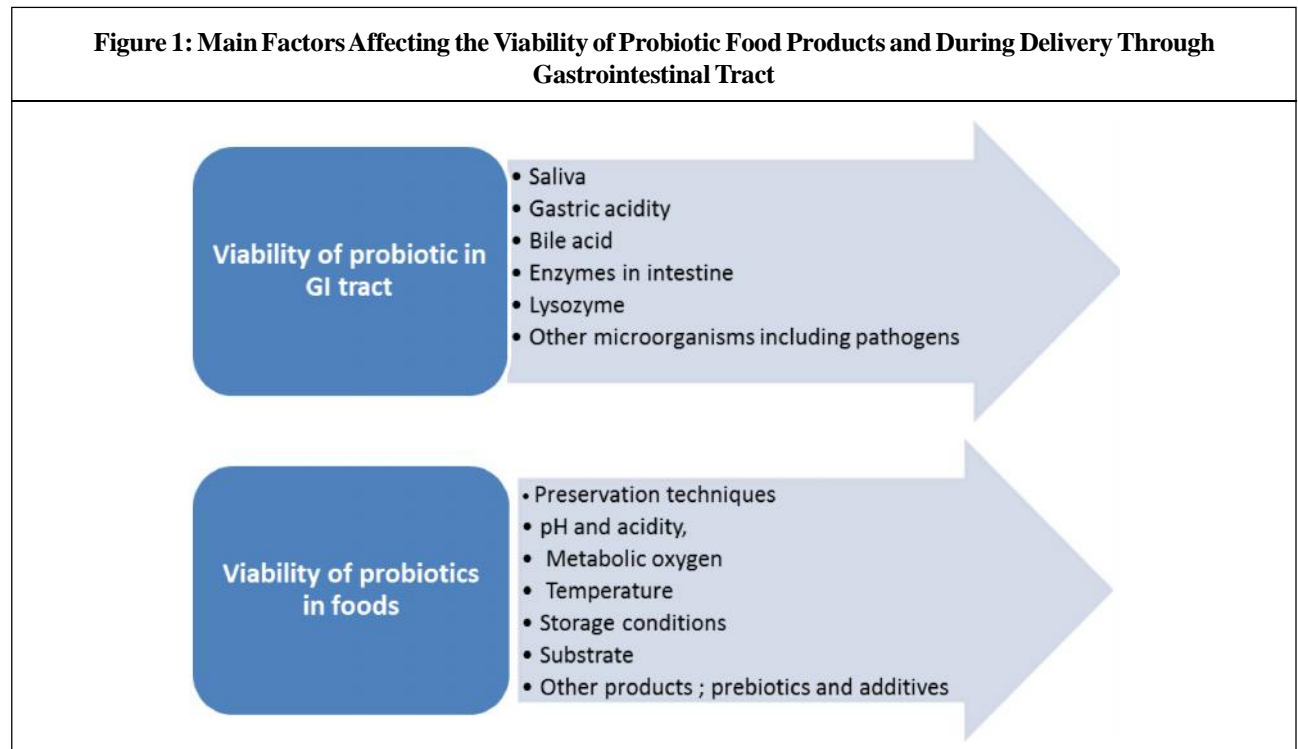 Figure 1: Main Factors Affecting the Viability of Probiotic Food Products and During Delivery Through
Gastrointestinal Tract
Viability of probiotic in
GI tract
• Saliva
• Gastric acidity
• Bile acid
• Enzymes in intestine
• Lysozyme
• Other microorganisms including pathogens
Viability of probiotics
in foods
• Preservation techniques
• pH and acidity,
• Metabolic oxygen
• Temperature
• Storage conditions
• Substrate
• Other products ; prebiotics and additives